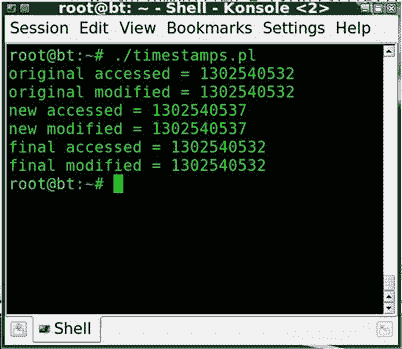 root@bt: ~ - Shell - Konsole <2>
Session Edit View Bookmarks Settings Help
root@bt:~# ./timestamps.pl
original accessed = 1302540532
original modified = 1302540532
new accessed = 1302540537
new modified = 1302540537
final accessed = 1302540532
final modified = 1302540532
root@bt:~#
Shell